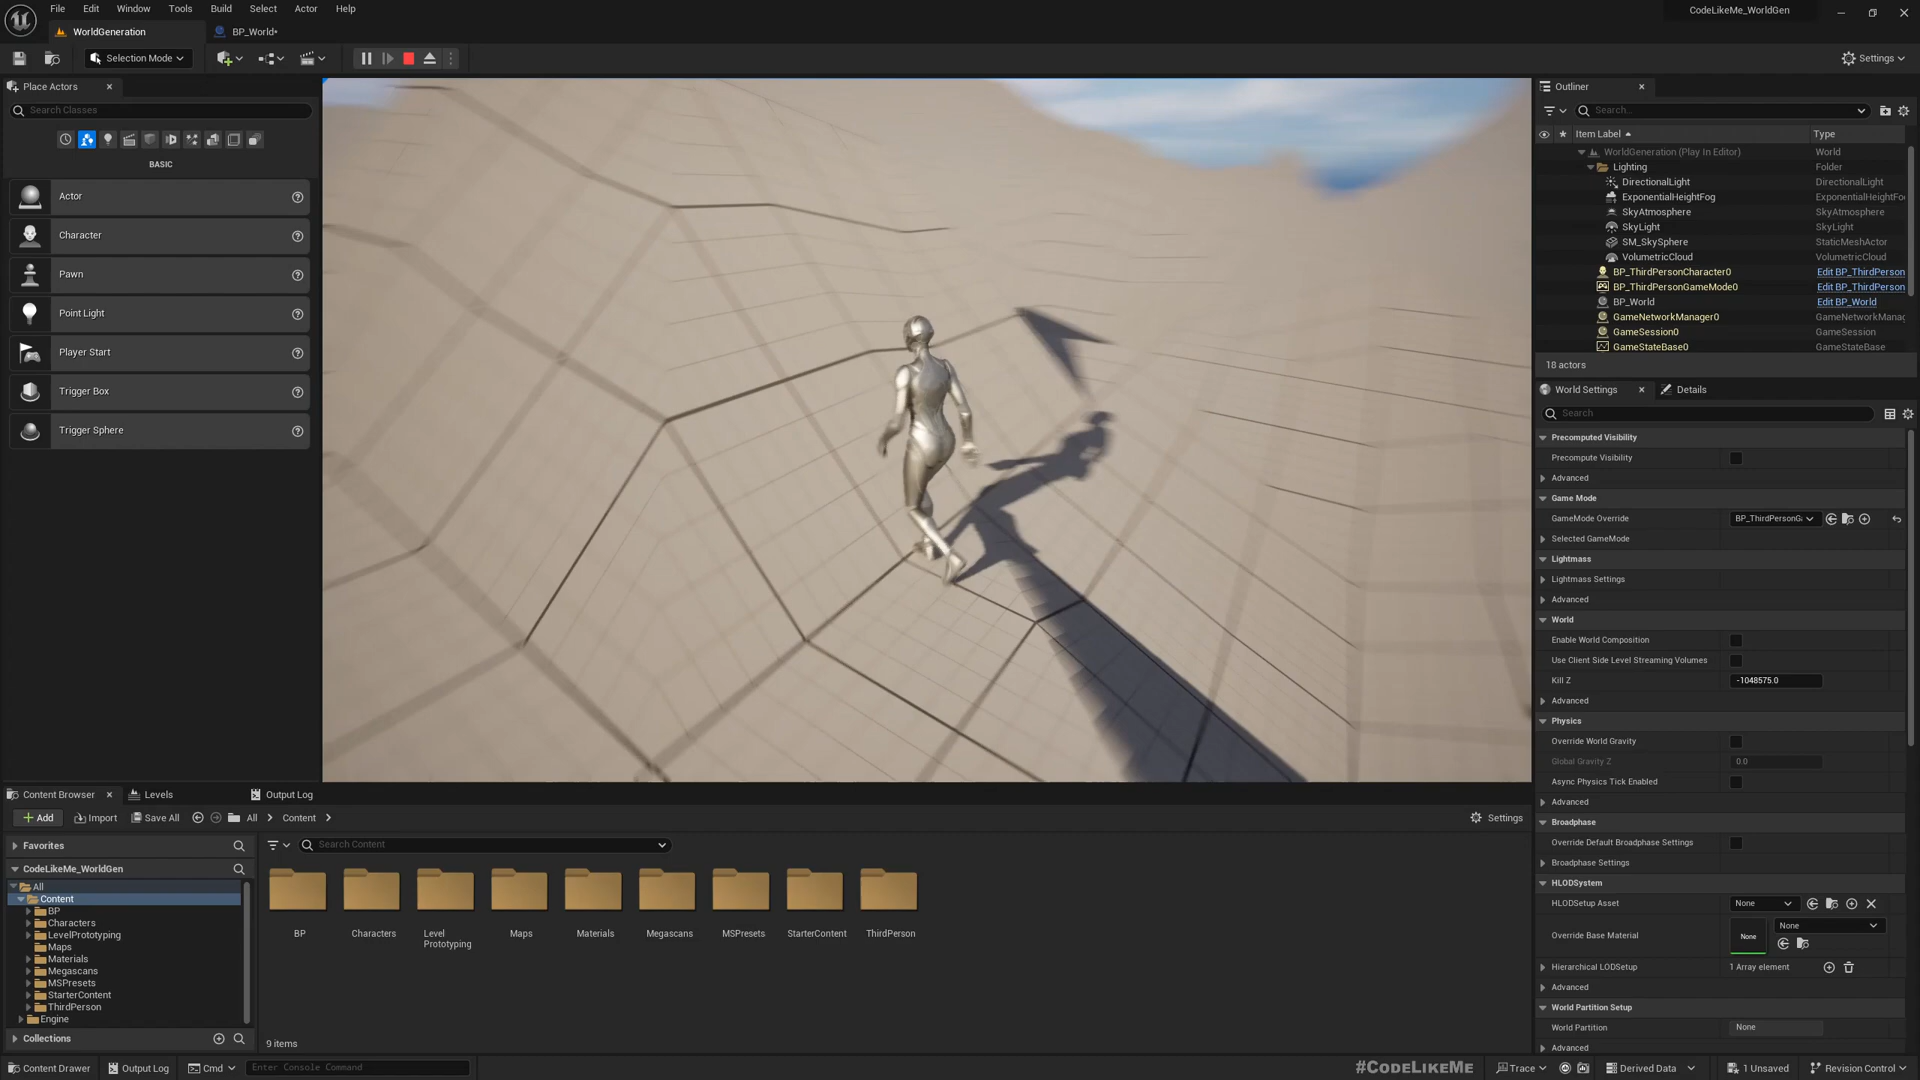 File Edit Window Tools Build Select Actor Help
CodeLikeMe_WorldGen
WorldGeneration
BP_World*
Selection Mode
Settings
Place Actors
Search Classes
BASIC
Actor
Character
Pawn
Point Light
Player Start
Trigger Box
Trigger Sphere
Outliner
Search...
Item Label Type
WorldGeneration (Play In Editor) World
Lighting Folder
DirectionalLight DirectionalLight
ExponentialHeightFog ExponentialHeightFo
SkyAtmosphere SkyAtmosphere
SkyLight SkyLight
SM_SkySphere StaticMeshActor
VolumetricCloud VolumetricCloud
BP_ThirdPersonCharacter0 Edit BP_ThirdPerson
BP_ThirdPersonGameMode0 Edit BP_ThirdPerson
BP_World Edit BP_World
GameNetworkManager0 GameNetworkManag
GameSession0 GameSession
GameStateBase0 GameStateBase
18 actors
World Settings
Details
Search
Precomputed Visibility
Precompute Visibility
Advanced
Game Mode
GameMode Override BP_ThirdPersonG
Selected GameMode
Lightmass
Lightmass Settings
Advanced
World
Enable World Composition
Use Client Side Level Streaming Volumes
Kill Z -1048575.0
Advanced
Physics
Override World Gravity
Global Gravity Z 0.0
Async Physics Tick Enabled
Advanced
Broadphase
Override Default Broadphase Settings
Broadphase Settings
HLODSystem
HLODSetup Asset None
Override Base Material None None
Hierarchical LODSetup 1 Array element
Advanced
World Partition Setup
World Partition None
Advanced
Content Browser
Levels
Output Log
Add Import Save All All Content
Settings
Favorites
CodeLikeMe_WorldGen
All
Content
BP
Characters
LevelPrototyping
Maps
Materials
Megascans
MSPresets
StarterContent
ThirdPerson
Engine
Collections
Search Content
BP Characters Level Prototyping Maps Materials Megascans MSPresets StarterContent ThirdPerson
9 items
Content Drawer Output Log Cmd Enter Console Command
#CodeLikeMe
Trace Derived Data 1 Unsaved Revision Control